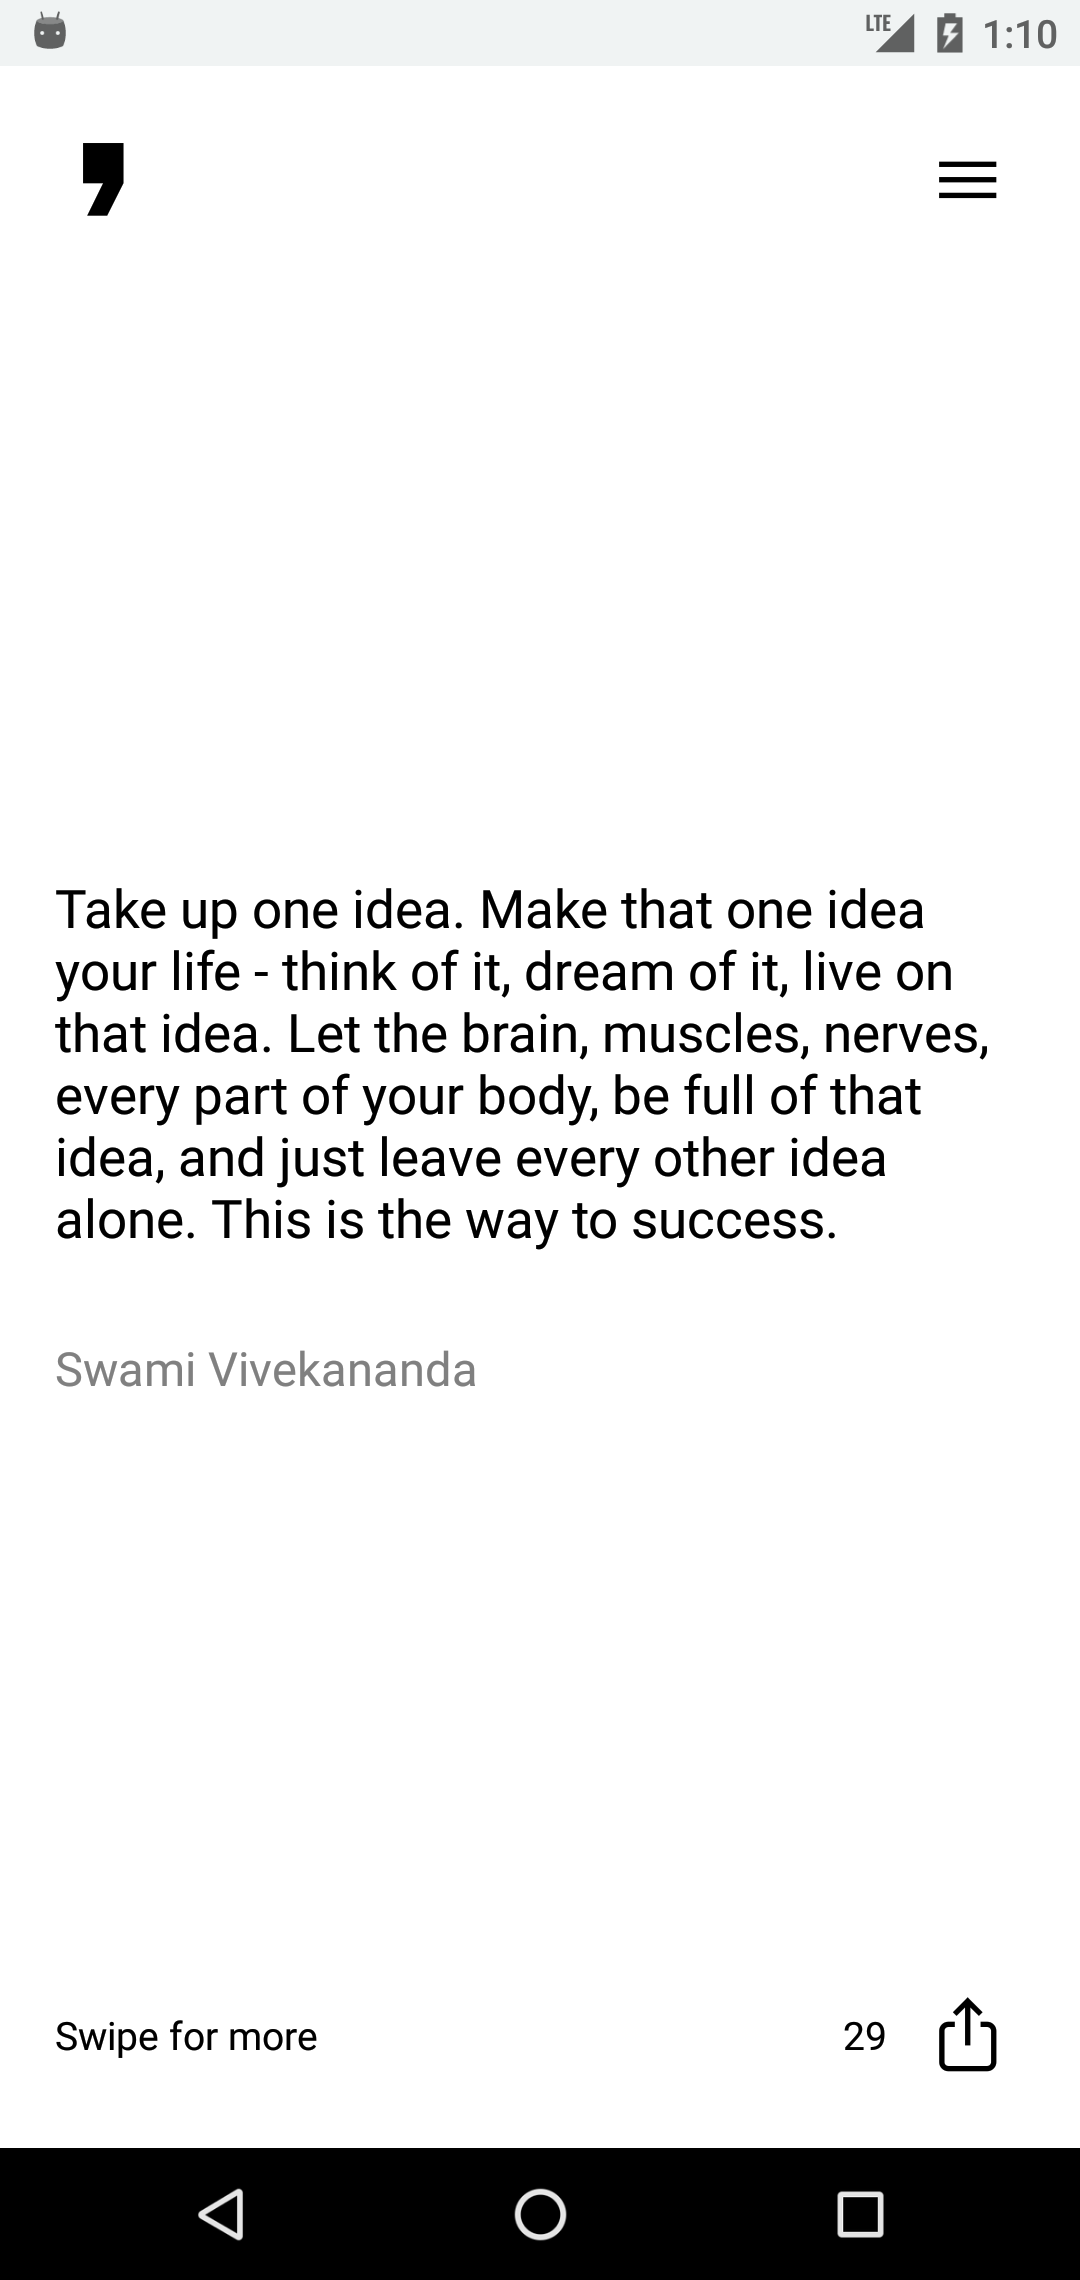 LTE 1:10
Take up one idea. Make that one idea
your life - think of it, dream of it, live on
that idea. Let the brain, muscles, nerves,
every part of your body, be full of that
idea, and just leave every other idea
alone. This is the way to success.
Swami Vivekananda
Swipe for more 29